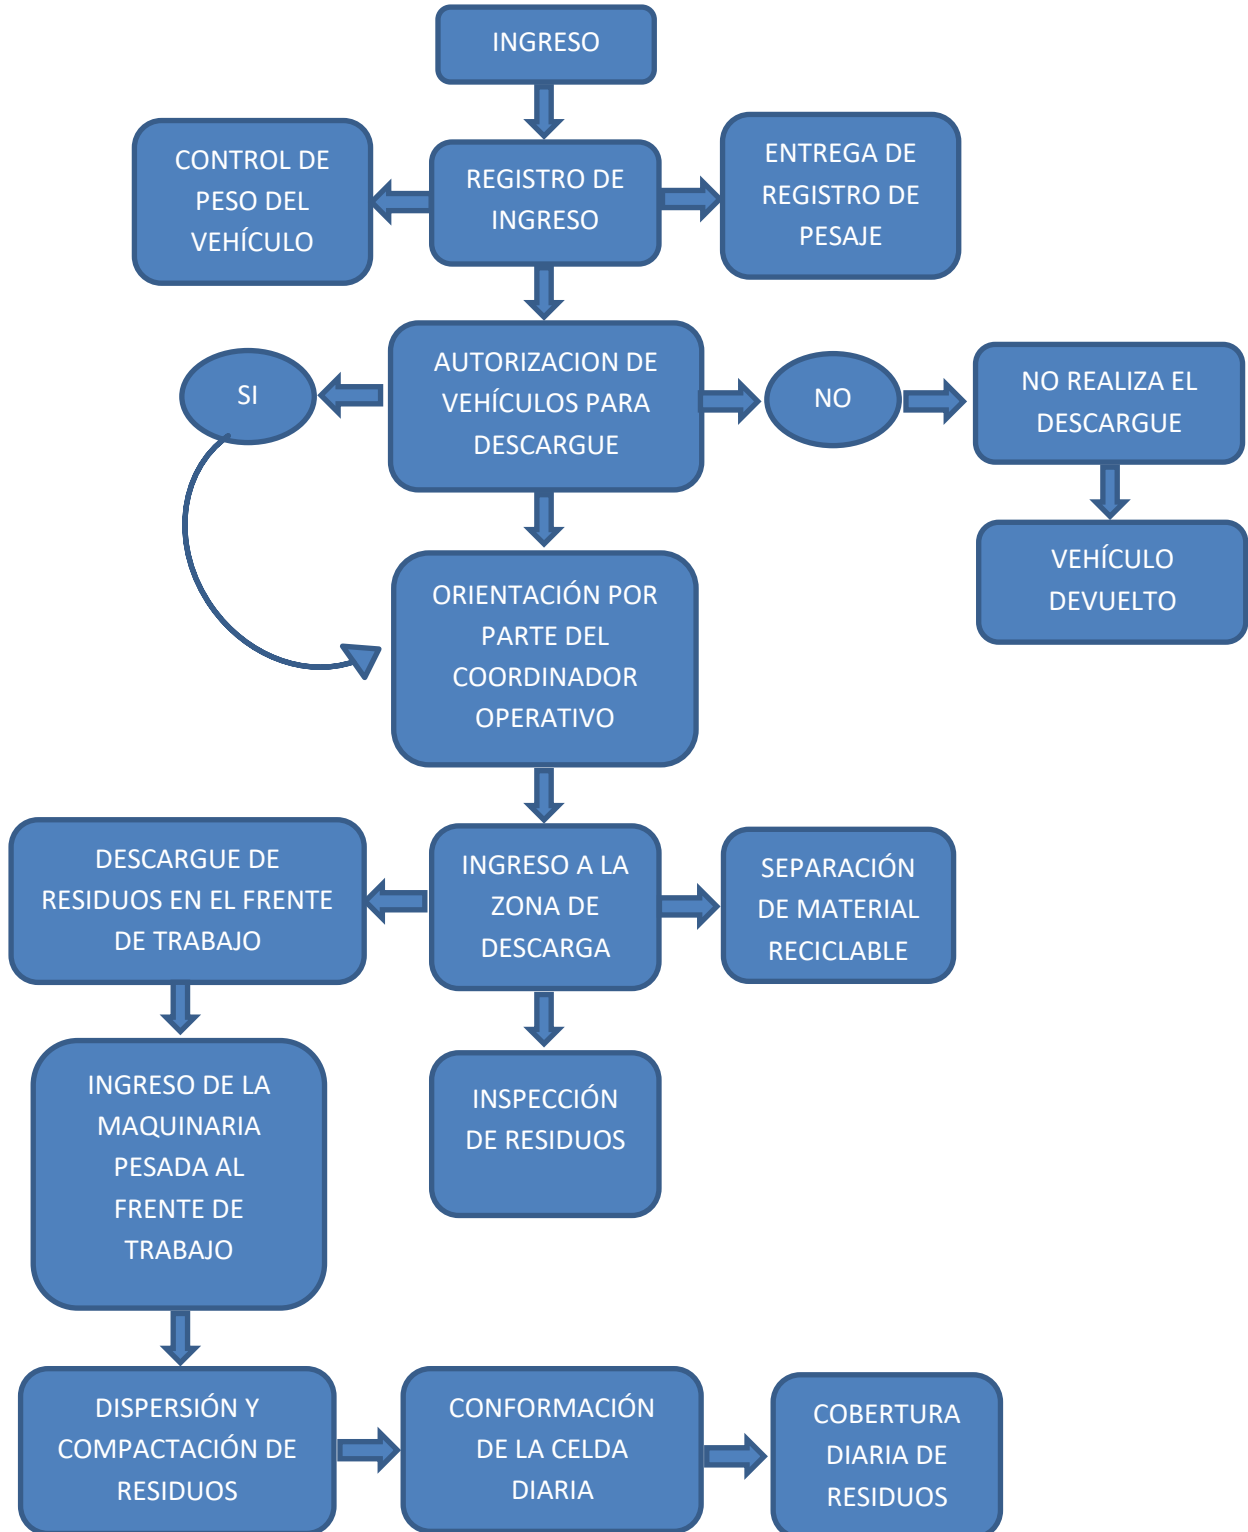 INGRESO
CONTROL DE
PESO DEL
VEHÍCULO
REGISTRO DE
INGRESO
ENTREGA DE
REGISTRO DE
PESAJE
SI
AUTORIZACION DE
VEHÍCULOS PARA
DESCARGUE
NO
NO REALIZA EL
DESCARGUE
VEHÍCULO
DEVUELTO
ORIENTACIÓN POR
PARTE DEL
COORDINADOR
OPERATIVO
DESCARGUE DE
RESIDUOS EN EL FRENTE
DE TRABAJO
INGRESO A LA
ZONA DE
DESCARGA
SEPARACIÓN
DE MATERIAL
RECICLABLE
INGRESO DE LA
MAQUINARIA
PESADA AL
FRENTE DE
TRABAJO
INSPECCIÓN
DE RESIDUOS
DISPERSIÓN Y
COMPACTACIÓN DE
RESIDUOS
CONFORMACIÓN
DE LA CELDA
DIARIA
COBERTURA
DIARIA DE
RESIDUOS